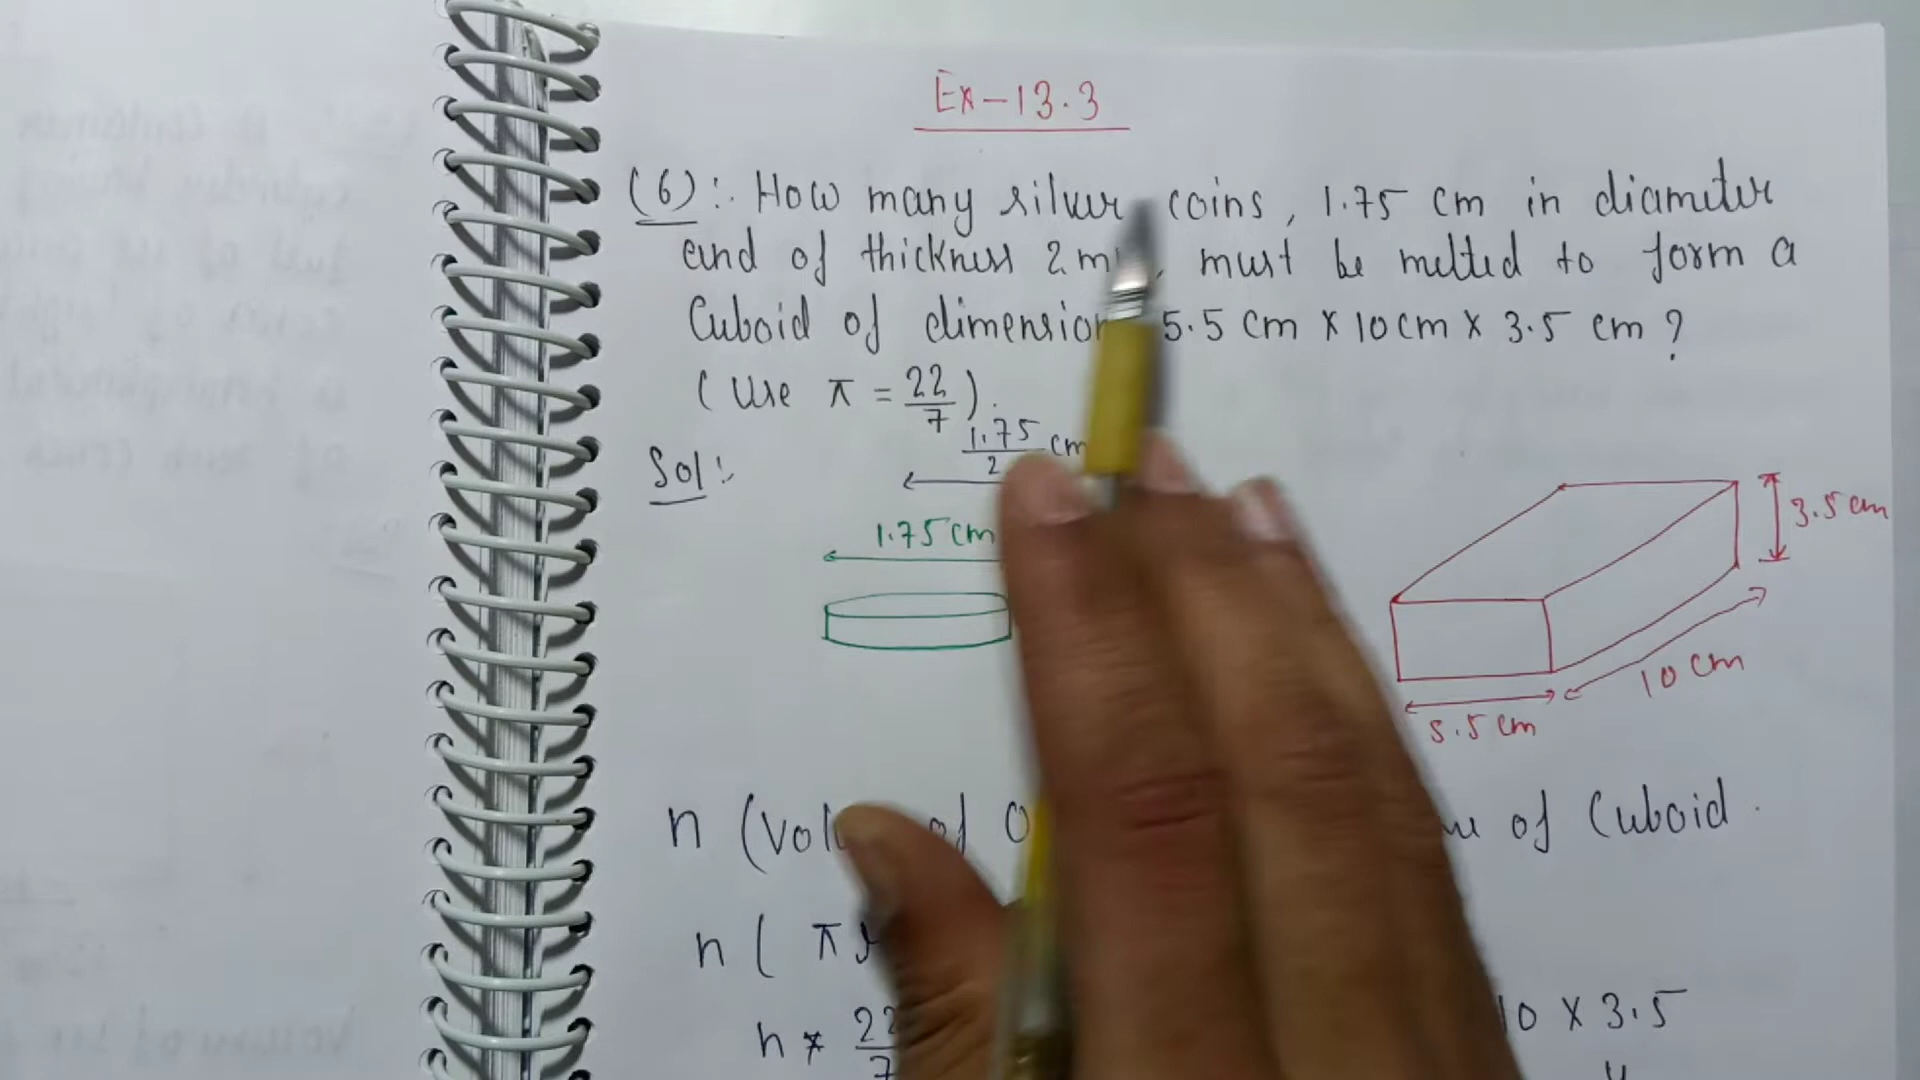 Ex-13.3
(6):. How many silver coins, 1.75 cm in diameter
and of thickness 2 must be melted to form a
Cuboid of dimension 5.5 cm x 10 cm x 3.5 cm ?
(Use π = 22/7).
Sol:
1.75/2 cm
1.75 cm
3.5 cm
10 cm
5.5 cm
n ( of of Cuboid.
n ( π
n × 22/7 10 x 3.5